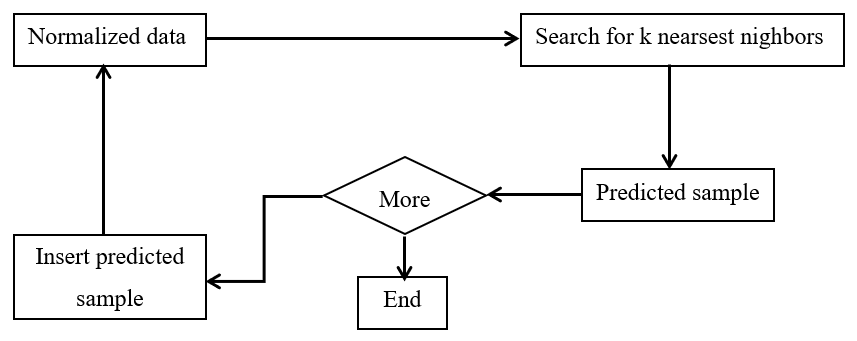 Normalized data
Search for k nearsest nighbors
Predicted sample
More
Insert predicted
sample
End